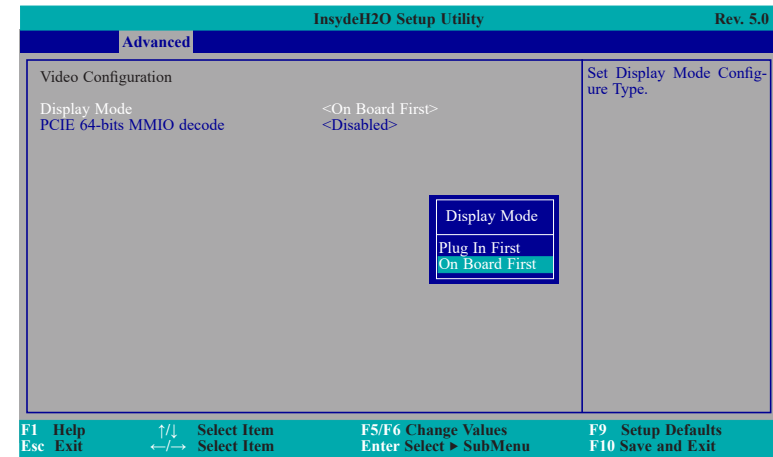 InsydeH2O Setup Utility Rev. 5.0
Advanced
Video Configuration
Display Mode <On Board First>
PCIE 64-bits MMIO decode <Disabled>
Set Display Mode Config-
ure Type.
Display Mode
Plug In First
On Board First
F1 Help ↑/↓ Select Item F5/F6 Change Values F9 Setup Defaults
Esc Exit ←/→ Select Item Enter Select ▶ SubMenu F10 Save and Exit